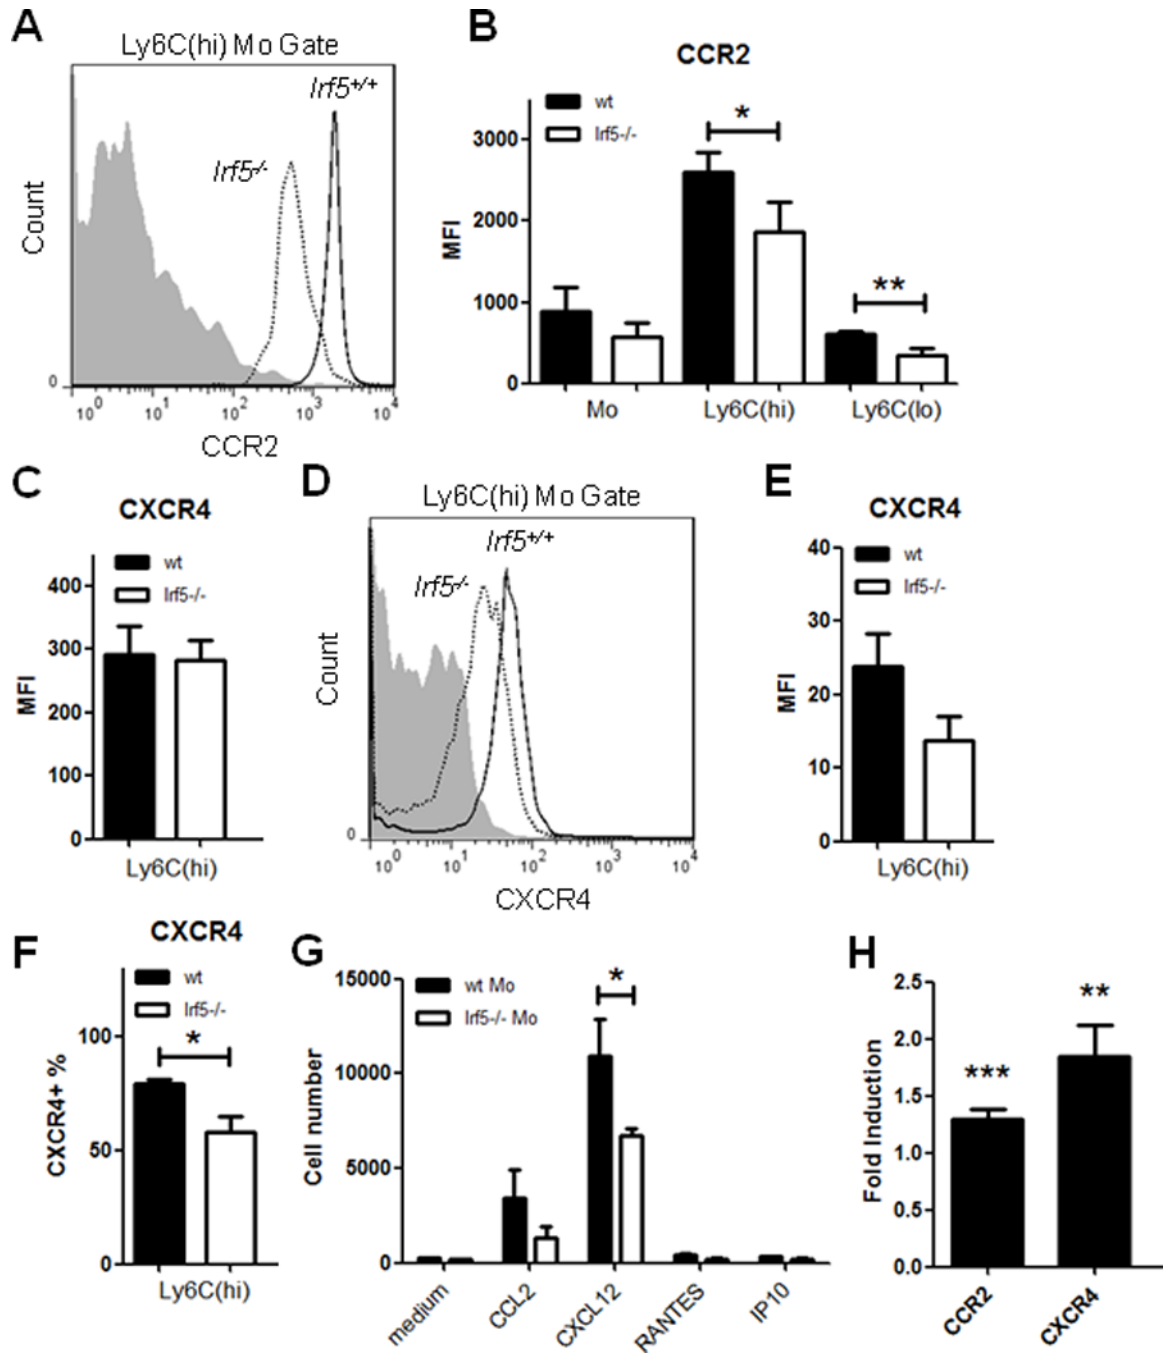 A
Ly6C(hi) Mo Gate
Irf5+/+
Irf5-/-
Count
0
10^0 10^1 10^2 10^3 10^4
CCR2
B
CCR2
wt
Irf5-/-
*
**
MFI
3000
2000
1000
0
Mo Ly6C(hi) Ly6C(lo)
C
CXCR4
wt
Irf5-/-
MFI
400
300
200
100
0
Ly6C(hi)
D
Ly6C(hi) Mo Gate
Irf5+/+
Irf5-/-
Count
0
10^0 10^1 10^2 10^3 10^4
CXCR4
E
CXCR4
wt
Irf5-/-
MFI
40
30
20
10
0
Ly6C(hi)
F
CXCR4
wt
Irf5-/-
*
CXCR4+ %
100
50
0
Ly6C(hi)
G
wt Mo
Irf5-/- Mo
*
Cell number
15000
10000
5000
0
medium CCL2 CXCL12 RANTES IP10
H
**
***
Fold Induction
2.5
2.0
1.5
1.0
0.5
0.0
CCR2 CXCR4